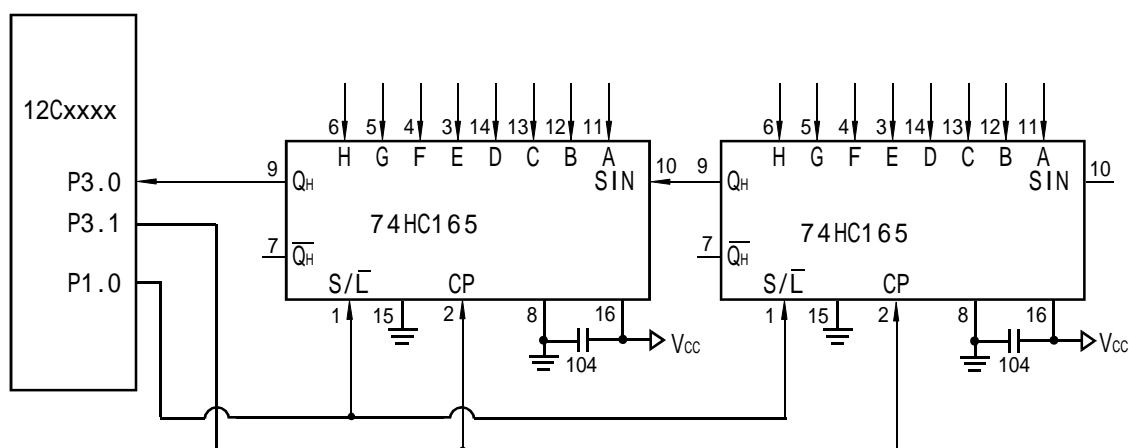 12Cxxxx
P3.0
P3.1
P1.0
6 5 4 3 14 13 12 11
H G F E D C B A
9 QH SIN 10
74HC165
7 Q̅H
S/L̅ CP
1 15 2 8 16
104 VCC
6 5 4 3 14 13 12 11
H G F E D C B A
9 QH SIN 10
74HC165
7 Q̅H
S/L̅ CP
1 15 2 8 16
104 VCC